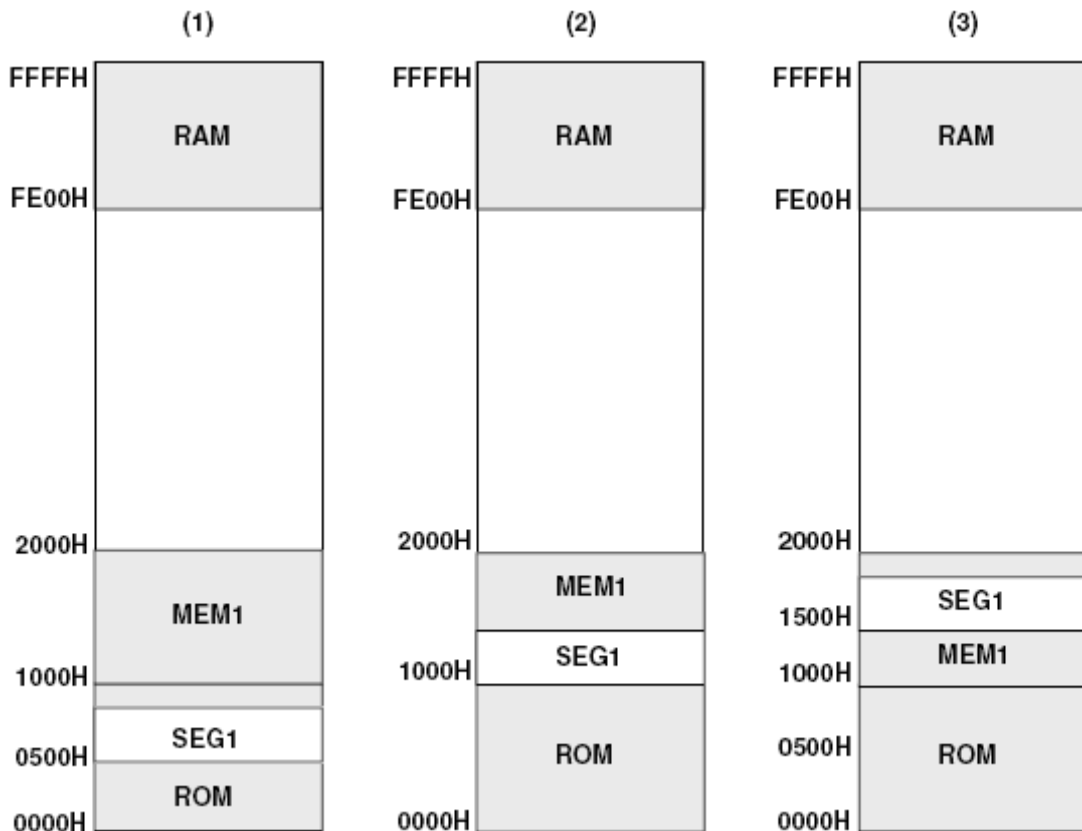 (1)
FFFFH
RAM
FE00H
2000H
MEM1
1000H
SEG1
0500H
ROM
0000H
(2)
FFFFH
RAM
FE00H
2000H
MEM1
SEG1
1000H
ROM
0000H
(3)
FFFFH
RAM
FE00H
2000H
SEG1
1500H
MEM1
1000H
0500H
ROM
0000H